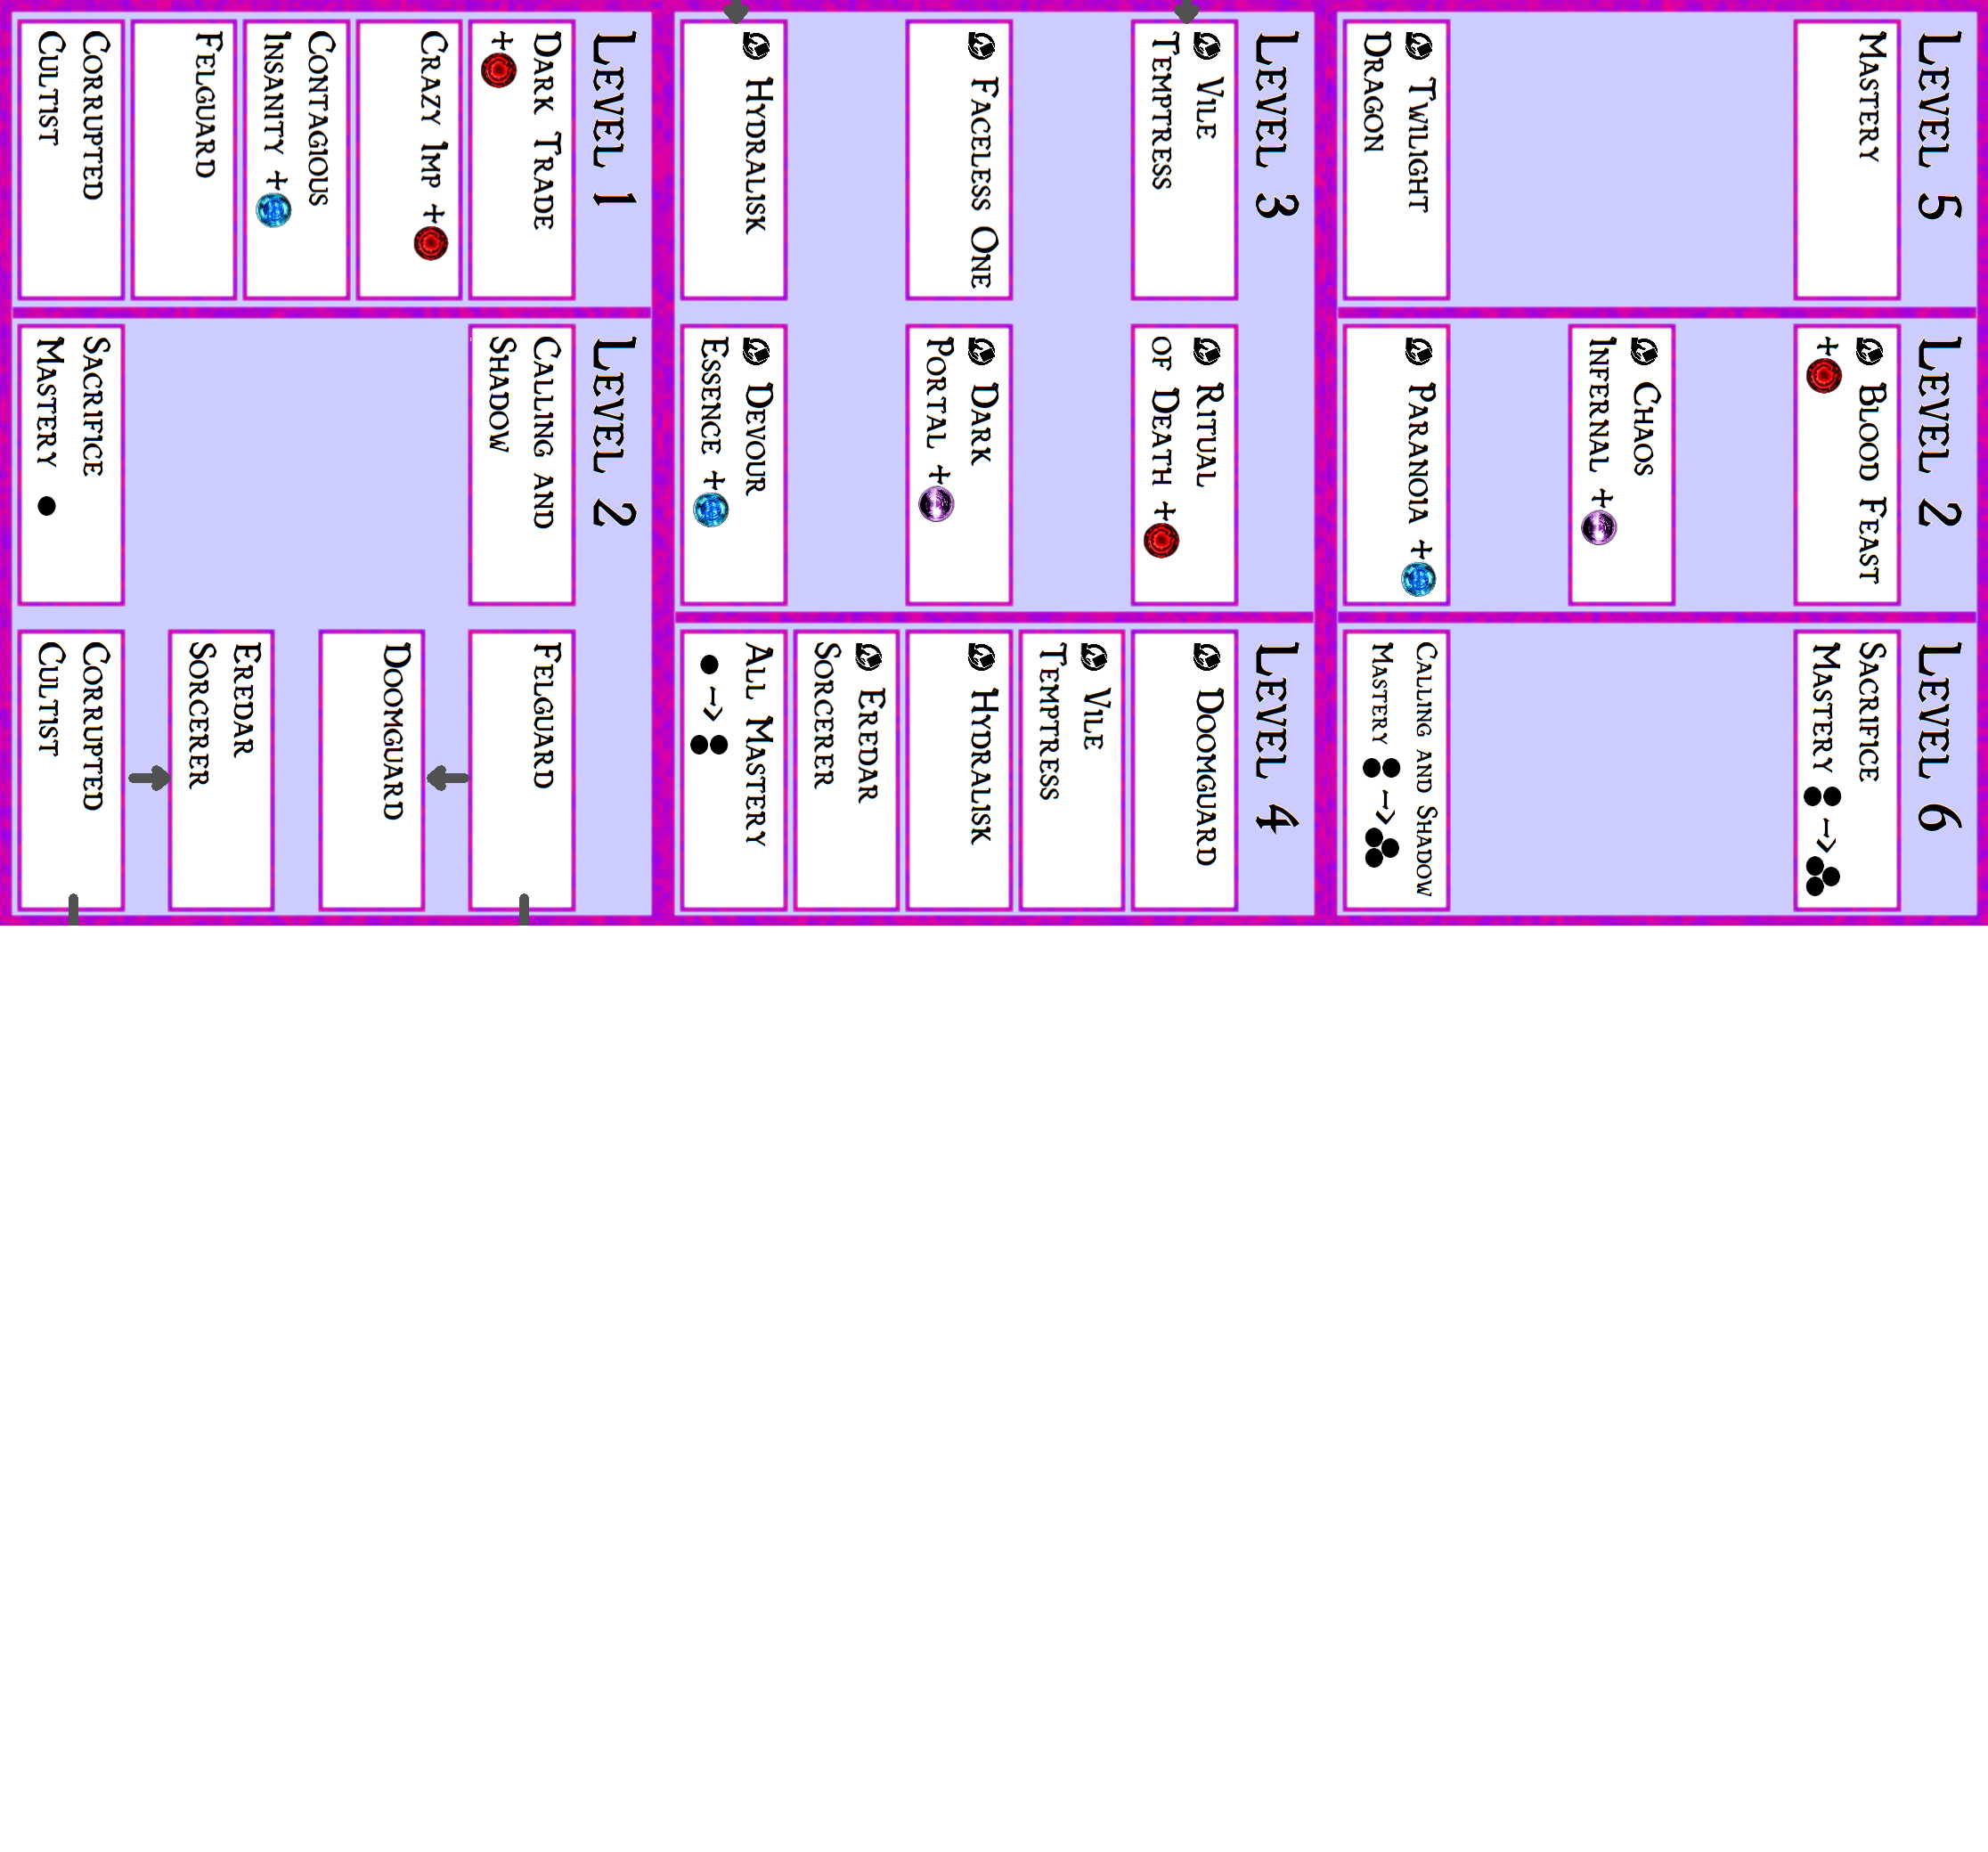 Level 5
Mastery
Twilight
Dragon
Level 2
Blood Feast
+
Chaos
Infernal +
Paranoia +
Level 6
Sacrifice
Mastery ●● -> ●●●
Calling and Shadow
Mastery ●● -> ●●●
Level 3
Vile
Temptress
Faceless One
Hydralisk
Ritual
of Death +
Dark
Portal +
Devour
Essence +
Level 4
Doomguard
Vile
Temptress
Hydralisk
Eredar
Sorcerer
All Mastery
● -> ●●
Level 1
Dark Trade
+
Crazy Imp +
Contagious
Insanity +
Felguard
Corrupted
Cultist
Level 2
Calling and
Shadow
Sacrifice
Mastery ●
Felguard
Doomguard
Eredar
Sorcerer
Corrupted
Cultist